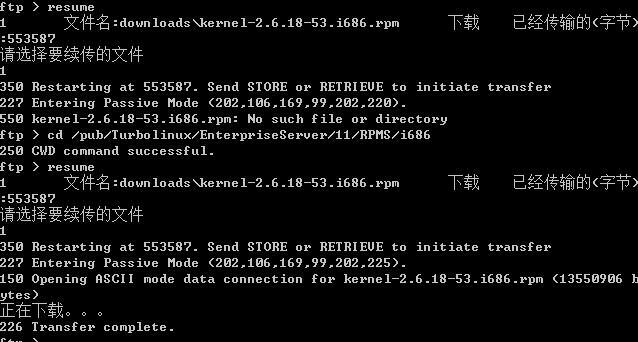 ftp > resume
1 文件名:downloads\kernel-2.6.18-53.i686.rpm 下载 已经传输的(字节)
:553587
请选择要续传的文件
1
350 Restarting at 553587. Send STORE or RETRIEVE to initiate transfer
227 Entering Passive Mode (202,106,169,99,202,220).
550 kernel-2.6.18-53.i686.rpm: No such file or directory
ftp > cd /pub/Turbolinux/EnterpriseServer/11/RPMS/i686
250 CWD command successful.
ftp > resume
1 文件名:downloads\kernel-2.6.18-53.i686.rpm 下载 已经传输的(字节)
:553587
请选择要续传的文件
1
350 Restarting at 553587. Send STORE or RETRIEVE to initiate transfer
227 Entering Passive Mode (202,106,169,99,202,225).
150 Opening ASCII mode data connection for kernel-2.6.18-53.i686.rpm (13550906 b
ytes)
正在下载。。。
226 Transfer complete.
ftp >